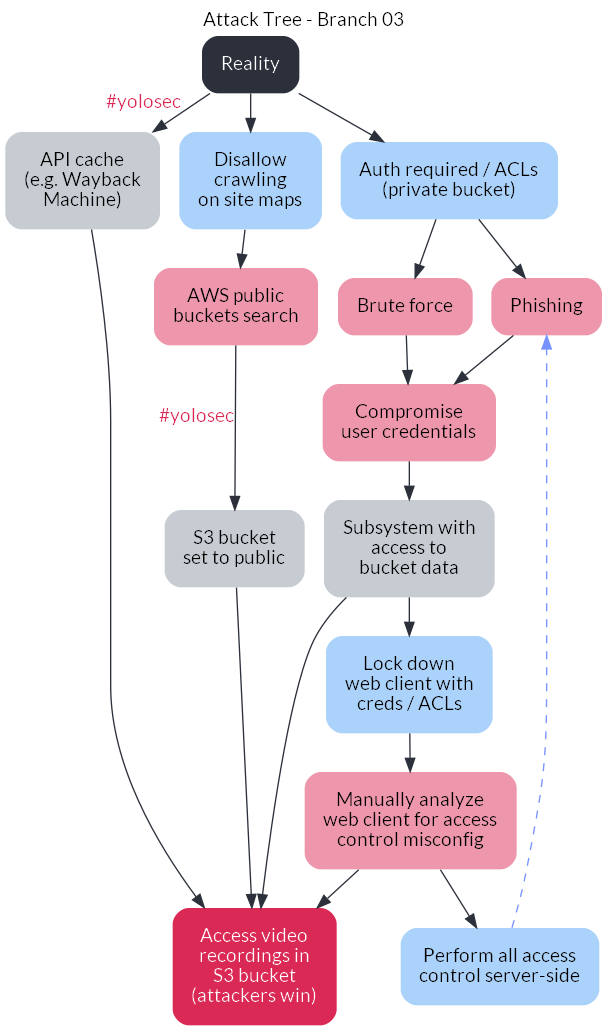 Attack Tree - Branch 03
Reality
#yolosec
API cache
(e.g. Wayback
Machine)
Disallow
crawling
on site maps
Auth required / ACLs
(private bucket)
AWS public
buckets search
Brute force
Phishing
#yolosec
Compromise
user credentials
S3 bucket
set to public
Subsystem with
access to
bucket data
Lock down
web client with
creds / ACLs
Manually analyze
web client for access
control misconfig
Access video
recordings in
S3 bucket
(attackers win)
Perform all access
control server-side